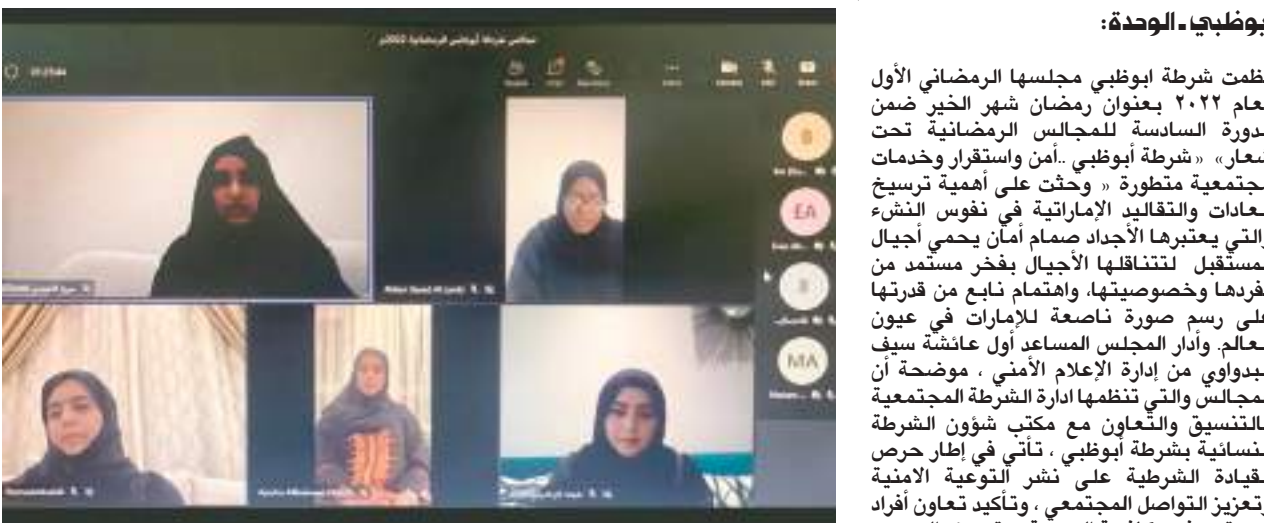 بوظبي ـ الوحدة:
ظمت شرطة ابوظبي مجلسها الرمضاني الأول
عام ٢٠٢٢ بعنوان رمضان شهر الخير ضمن
دورة السادسة للمجالس الرمضانية تحت
شعار» «شرطة أبوظبي ..أمن واستقرار وخدمات
جتمعية متطورة « وحثت على أهمية ترسيخ
عادات والتقاليد الإماراتية في نفوس النشء
والتي يعتبرها الأجداد صمام أمان يحمي أجيال
مستقبل لتتناقلها الأجيال بفخر مستمد من
فردها وخصوصيتها، واهتمام نابع من قدرتها
على رسم صورة ناصعة للإمارات في عيون
عالم. وأدار المجلس المساعد أول عائشة سيف
بدواوي من إدارة الإعلام الأمني ، موضحة أن
مجالس والتي تنظمها ادارة الشرطة المجتمعية
التنسيق والتعاون مع مكتب شؤون الشرطة
نسائية بشرطة أبوظبي ، تأتي في إطار حرص
قيادة الشرطية على نشر التوعية الامنية
وتعزيز التواصل المجتمعي ، وتأكيد تعاون أفراد
EA
MA